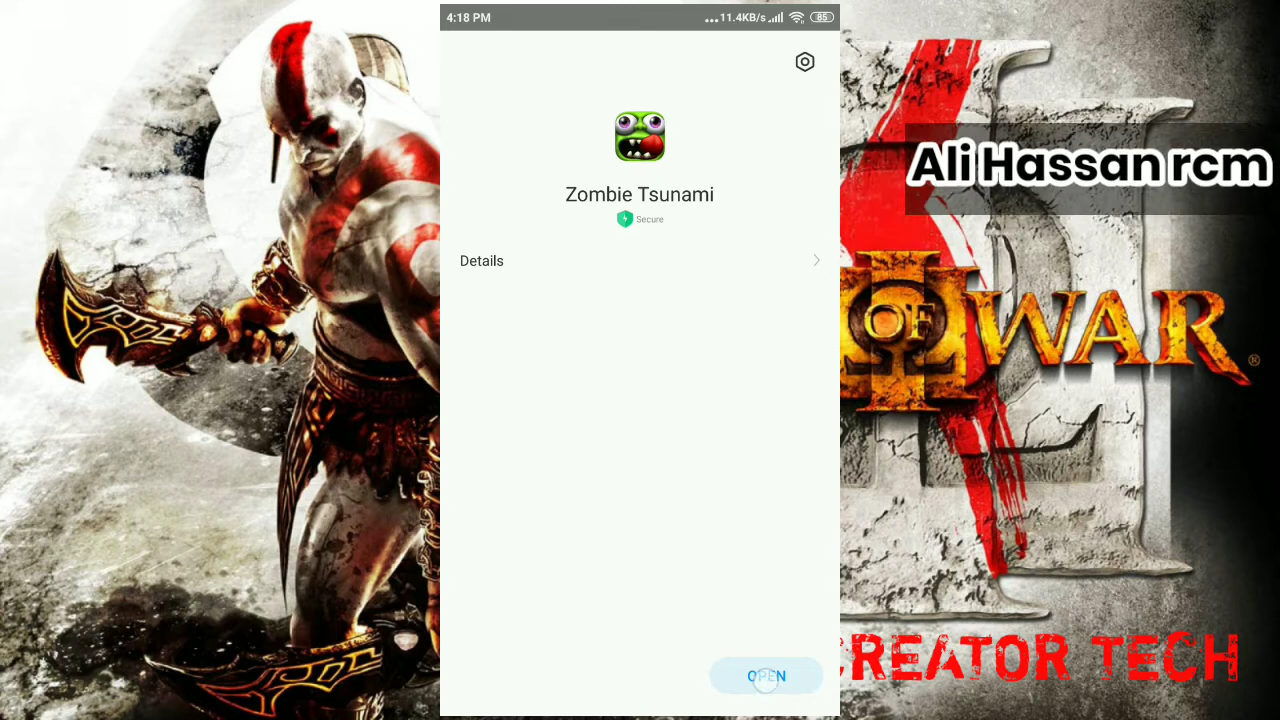 4:18 PM
...11.4KB/s
85
Ali Hassan rcm
Zombie Tsunami
Secure
Details
OF WAR
®
CREATOR TECH
OPEN